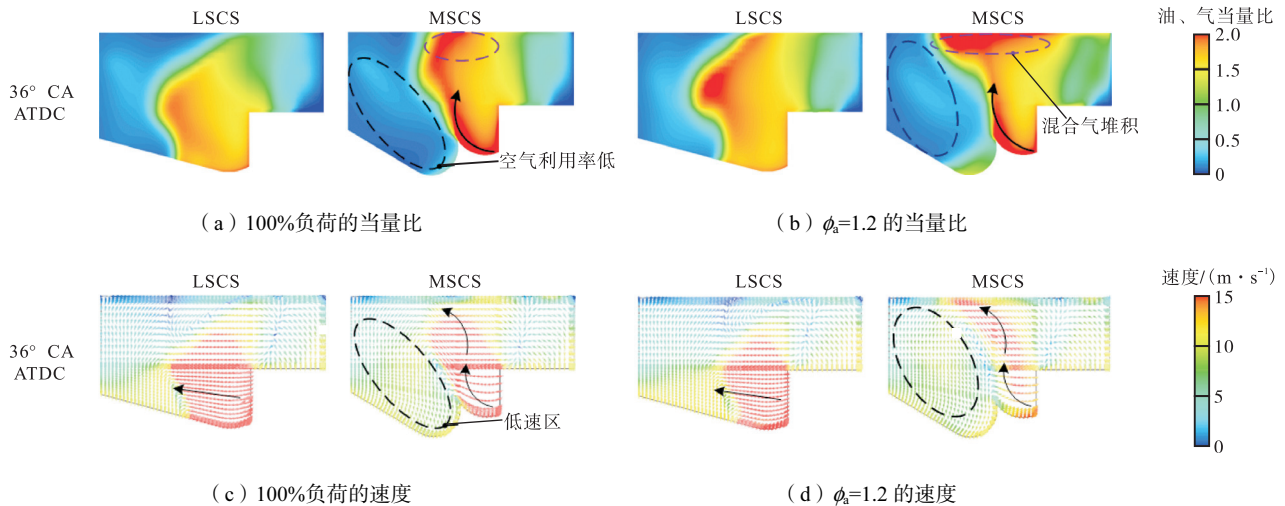 LSCS
MSCS
LSCS
MSCS
油、气当量比
36° CA
ATDC
2.0
1.5
1.0
0.5
0
空气利用率低
混合气堆积
(a) 100%负荷的当量比
(b) ϕa=1.2 的当量比
LSCS
MSCS
LSCS
MSCS
速度/(m·s⁻¹)
36° CA
ATDC
15
10
5
0
低速区
(c) 100%负荷的速度
(d) ϕa=1.2 的速度